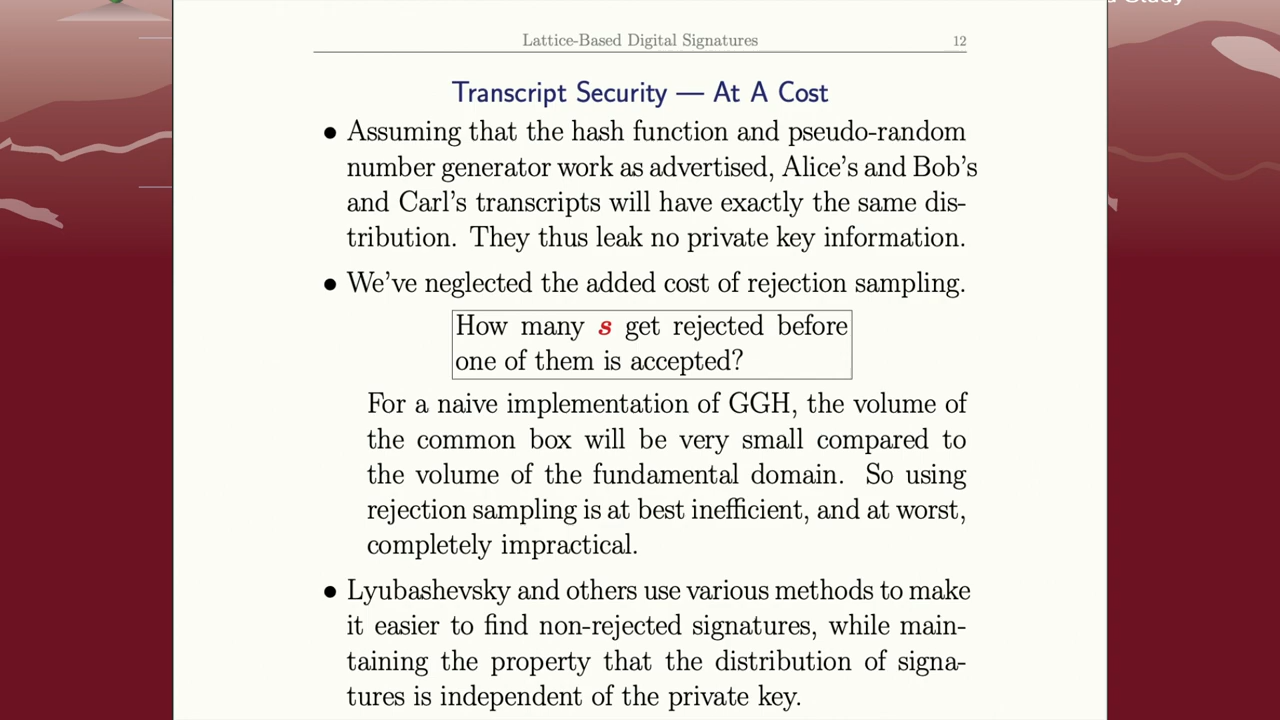 Study
Lattice-Based Digital Signatures 12
Transcript Security — At A Cost
• Assuming that the hash function and pseudo-random
number generator work as advertised, Alice's and Bob's
and Carl's transcripts will have exactly the same dis-
tribution. They thus leak no private key information.
• We've neglected the added cost of rejection sampling.
How many s get rejected before
one of them is accepted?
For a naive implementation of GGH, the volume of
the common box will be very small compared to
the volume of the fundamental domain. So using
rejection sampling is at best inefficient, and at worst,
completely impractical.
• Lyubashevsky and others use various methods to make
it easier to find non-rejected signatures, while main-
taining the property that the distribution of signa-
tures is independent of the private key.